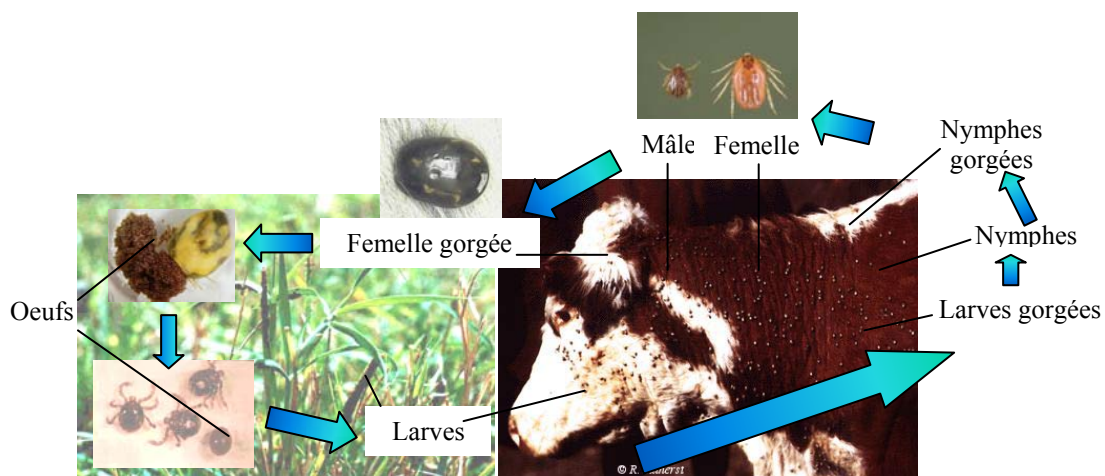 Mâle Femelle
Nymphes
gorgées
Femelle gorgée
Nymphes
Oeufs
Larves gorgées
Larves